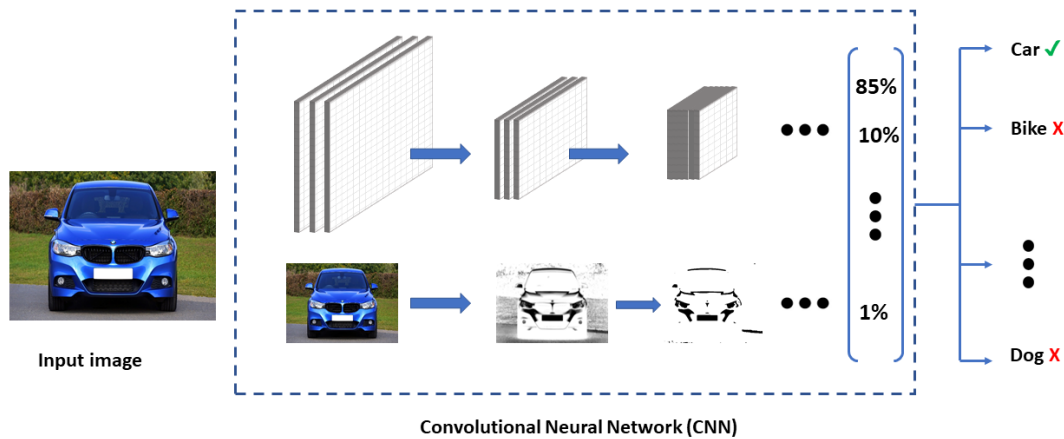 Car ✓
85%
Bike X
10%
1%
Input image
Dog X
Convolutional Neural Network (CNN)